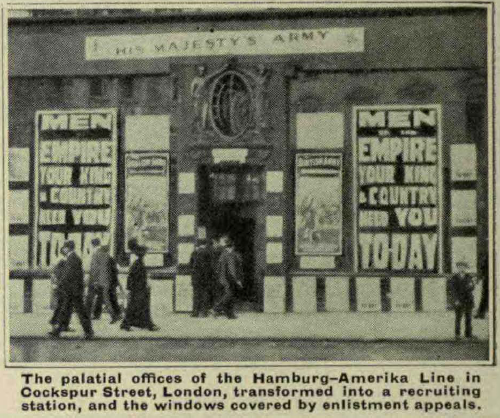 HIS MAJESTY'S ARMY
MEN
EMPIRE
YOUR KING
& COUNTRY
NEED YOU
TO-DAY
MEN
OF THE
EMPIRE
YOUR KING
& COUNTRY
NEED YOU
TO-DAY
The palatial offices of the Hamburg–Amerika Line in
Cockspur Street, London, transformed into a recruiting
station, and the windows covered by enlistment appeals.